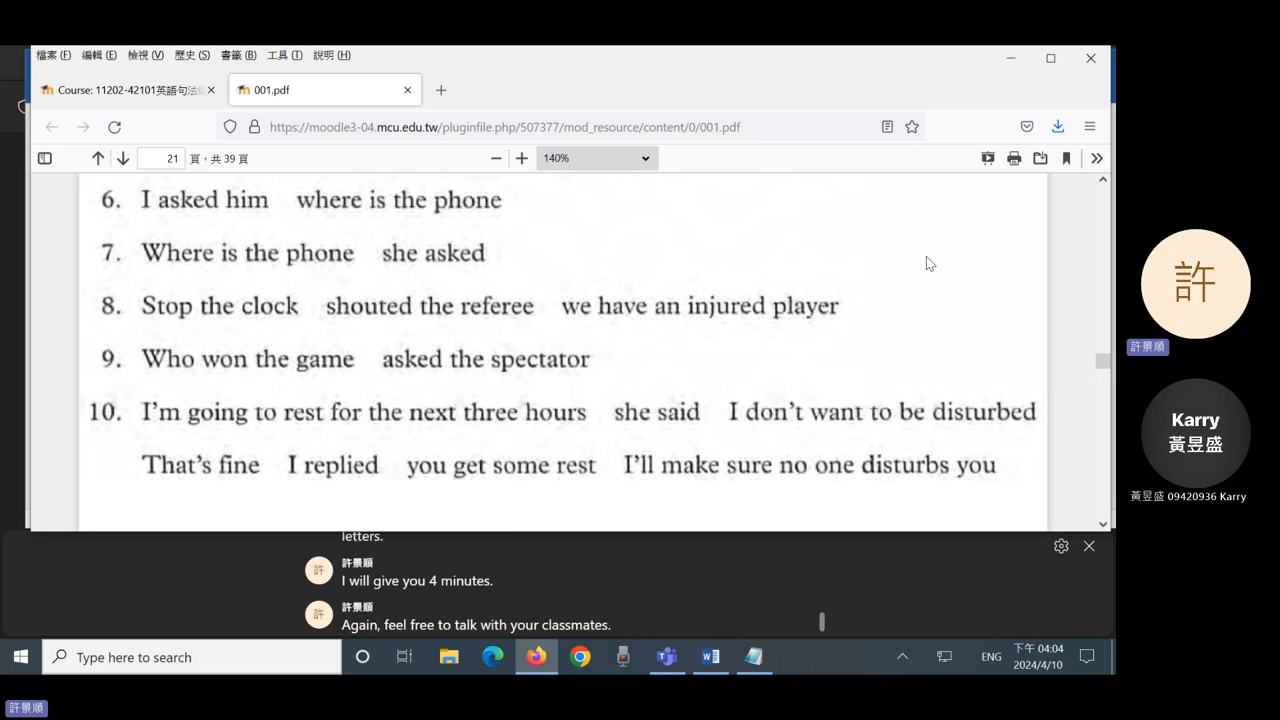 檔案 (F) 編輯 (E) 檢視 (V) 歷史 (S) 書籤 (B) 工具 (T) 說明 (H)
Course: 11202-42101英語句法
001.pdf
https://moodle3-04.mcu.edu.tw/pluginfile.php/507377/mod_resource/content/0/001.pdf
21 頁，共 39 頁
140%
6. I asked him where is the phone
7. Where is the phone she asked
8. Stop the clock shouted the referee we have an injured player
9. Who won the game asked the spectator
10. I'm going to rest for the next three hours she said I don't want to be disturbed
That's fine I replied you get some rest I'll make sure no one disturbs you
許
許景順
Karry
黃昱盛
黃昱盛 09420936 Karry
letters.
許
許景順
I will give you 4 minutes.
許
許景順
Again, feel free to talk with your classmates.
Type here to search
ENG
下午 04:04
2024/4/10
許景順